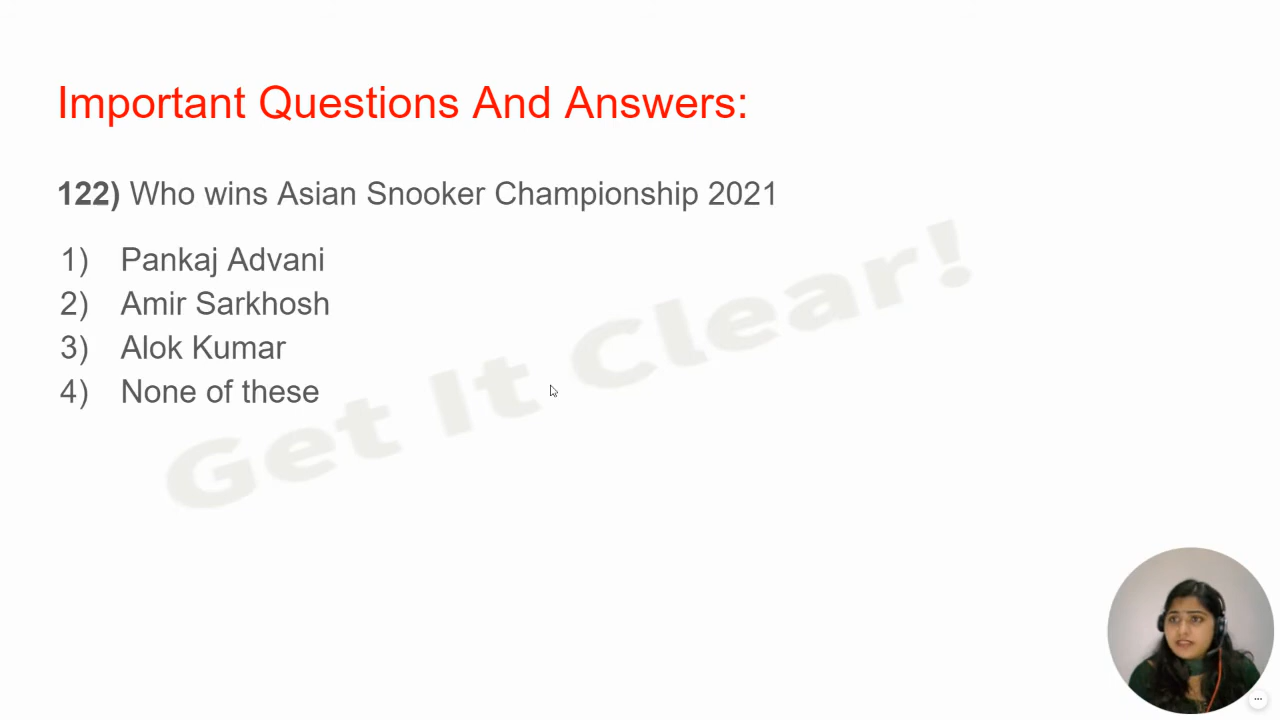 Important Questions And Answers:
122) Who wins Asian Snooker Championship 2021
1) Pankaj Advani
2) Amir Sarkhosh
3) Alok Kumar
4) None of these
Get It Clear!